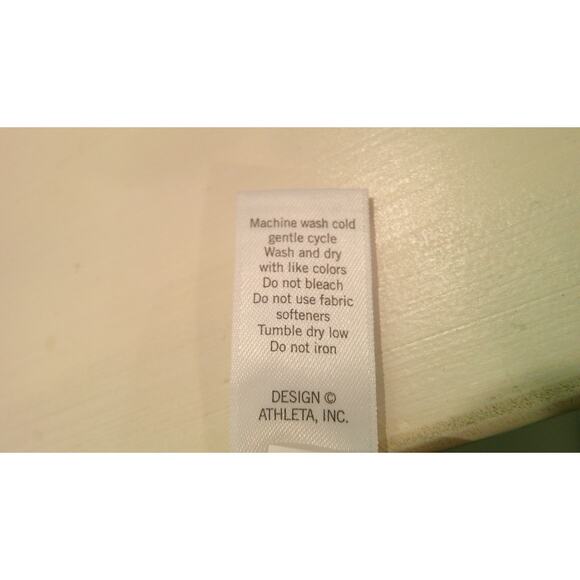 Machine wash cold
gentle cycle
Wash and dry
with like colors
Do not bleach
Do not use fabric
softeners
Tumble dry low
Do not iron
DESIGN ©
ATHLETA, INC.